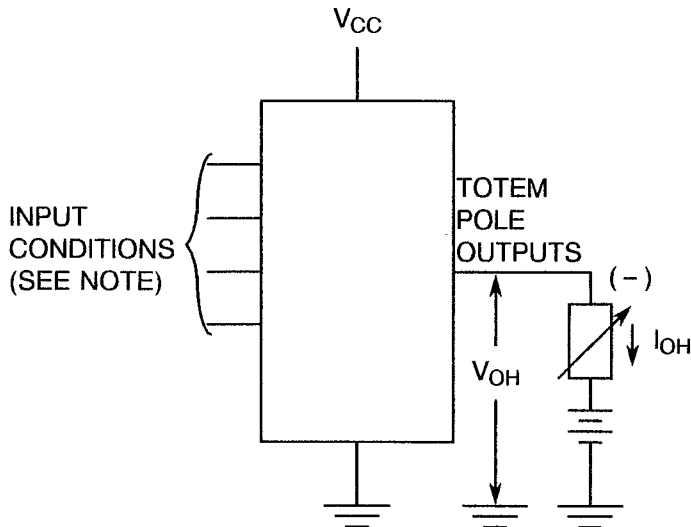 VCC
INPUT
CONDITIONS
(SEE NOTE)
TOTEM
POLE
OUTPUTS
(–)
IOH
VOH